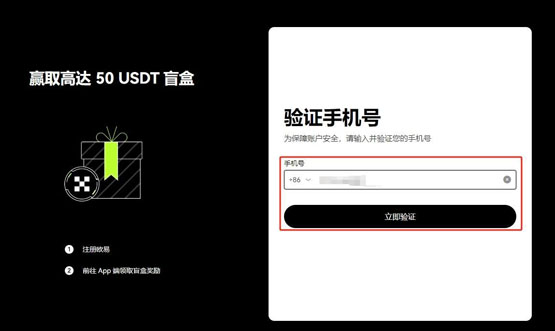 赢取高达 50 USDT 盲盒
1 注册欧易
2 前往 App 端领取盲盒奖励
验证手机号
为保障账户安全，请输入并验证您的手机号
手机号
+86
立即验证